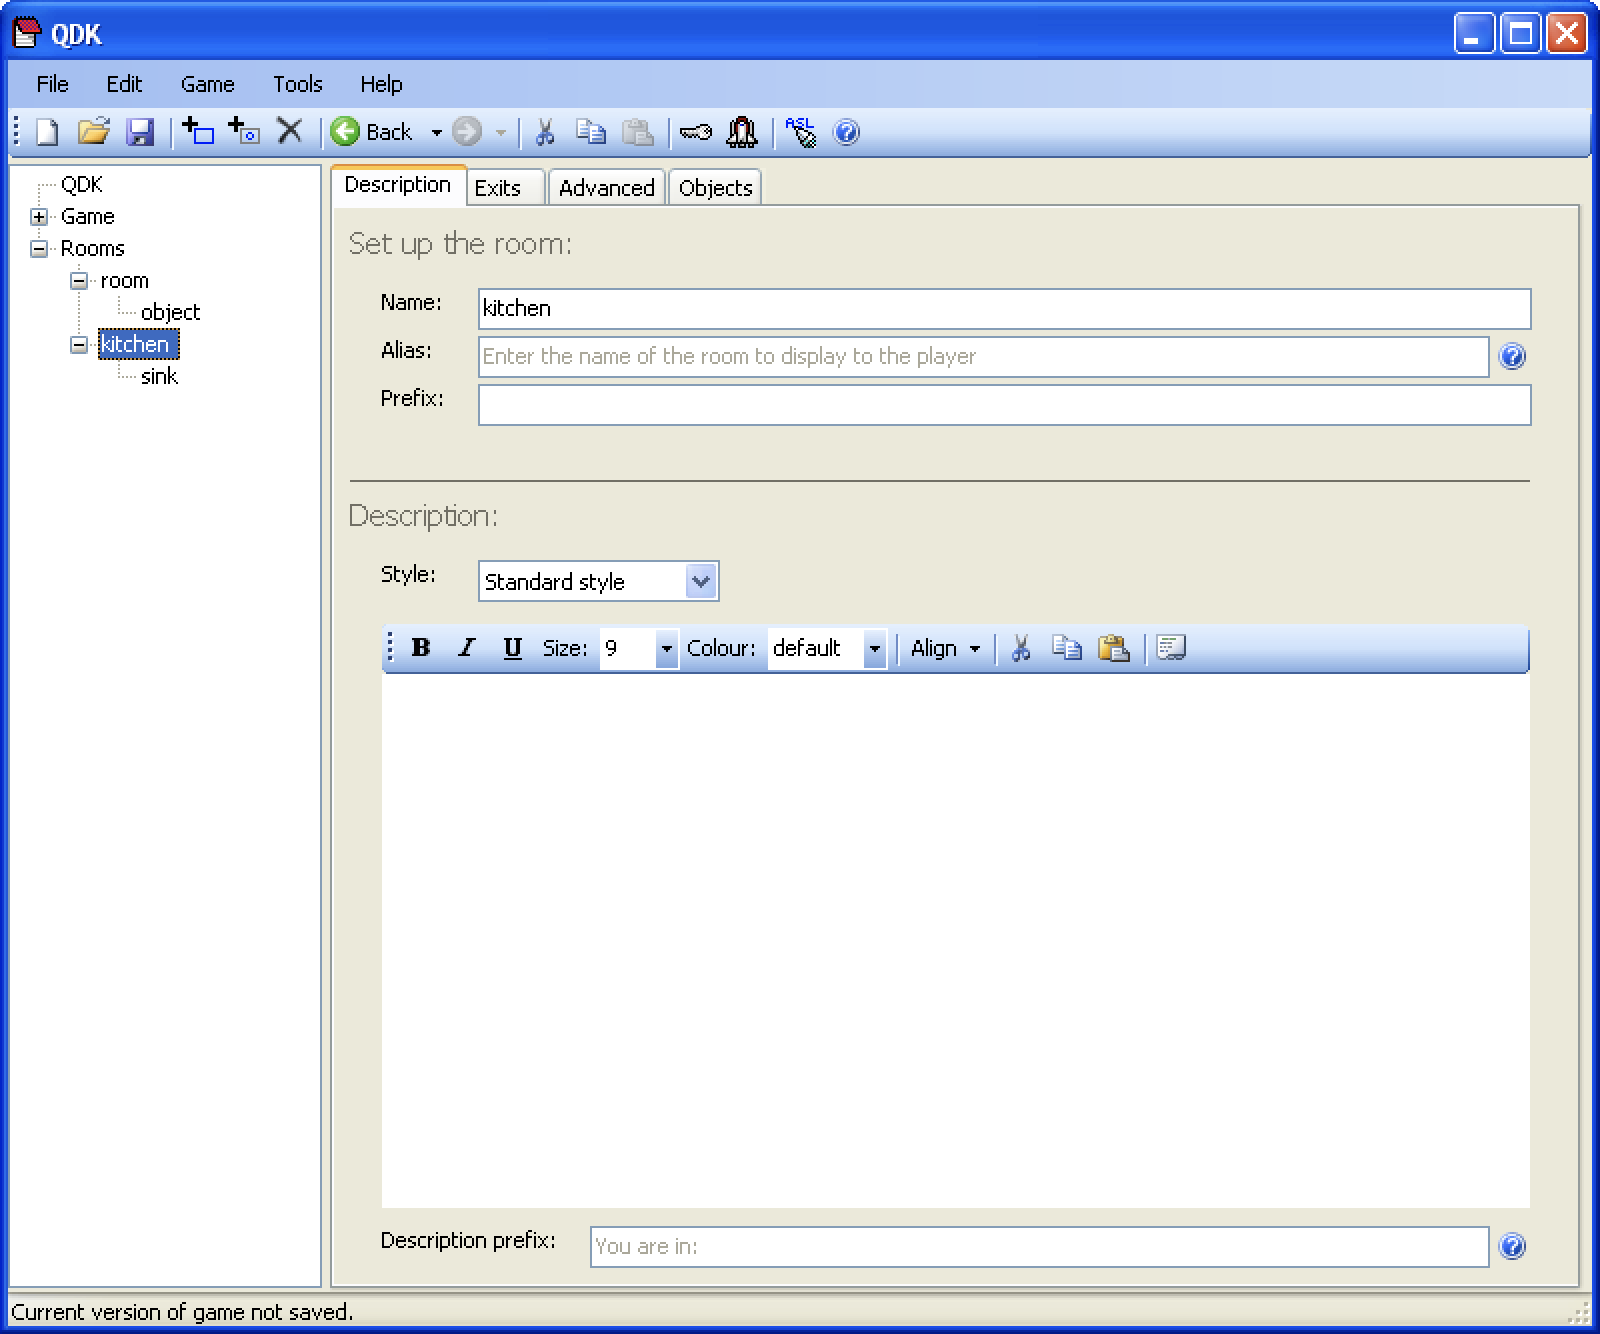 QDK
File Edit Game Tools Help
Back ASL
QDK
Game
Rooms
room
object
kitchen
sink
Description Exits Advanced Objects
Set up the room:
Name: kitchen
Alias: Enter the name of the room to display to the player
Prefix:
Description:
Style: Standard style
B I U Size: 9 Colour: default Align
Description prefix: You are in:
Current version of game not saved.